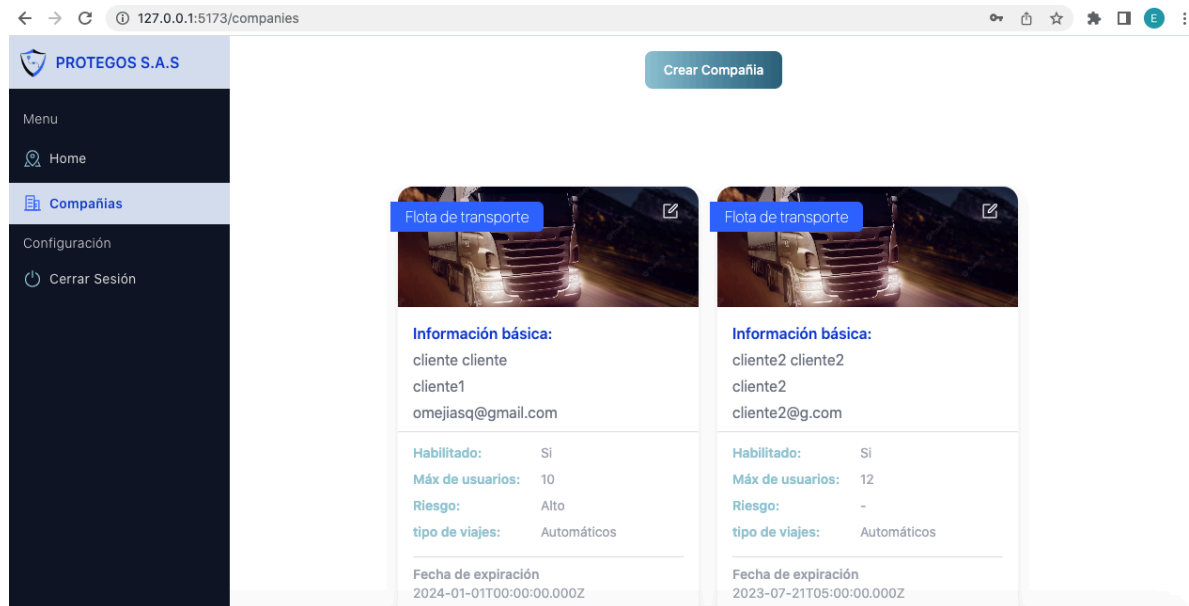 127.0.0.1:5173/companies
E
PROTEGOS S.A.S
Crear Compañia
Menu
Home
Compañias
Configuración
Cerrar Sesión
Flota de transporte
Información básica:
cliente cliente
cliente1
omejiasq@gmail.com
Habilitado: Si
Máx de usuarios: 10
Riesgo: Alto
tipo de viajes: Automáticos
Fecha de expiración
2024-01-01T00:00:00.000Z
Flota de transporte
Información básica:
cliente2 cliente2
cliente2
cliente2@g.com
Habilitado: Si
Máx de usuarios: 12
Riesgo: -
tipo de viajes: Automáticos
Fecha de expiración
2023-07-21T05:00:00.000Z